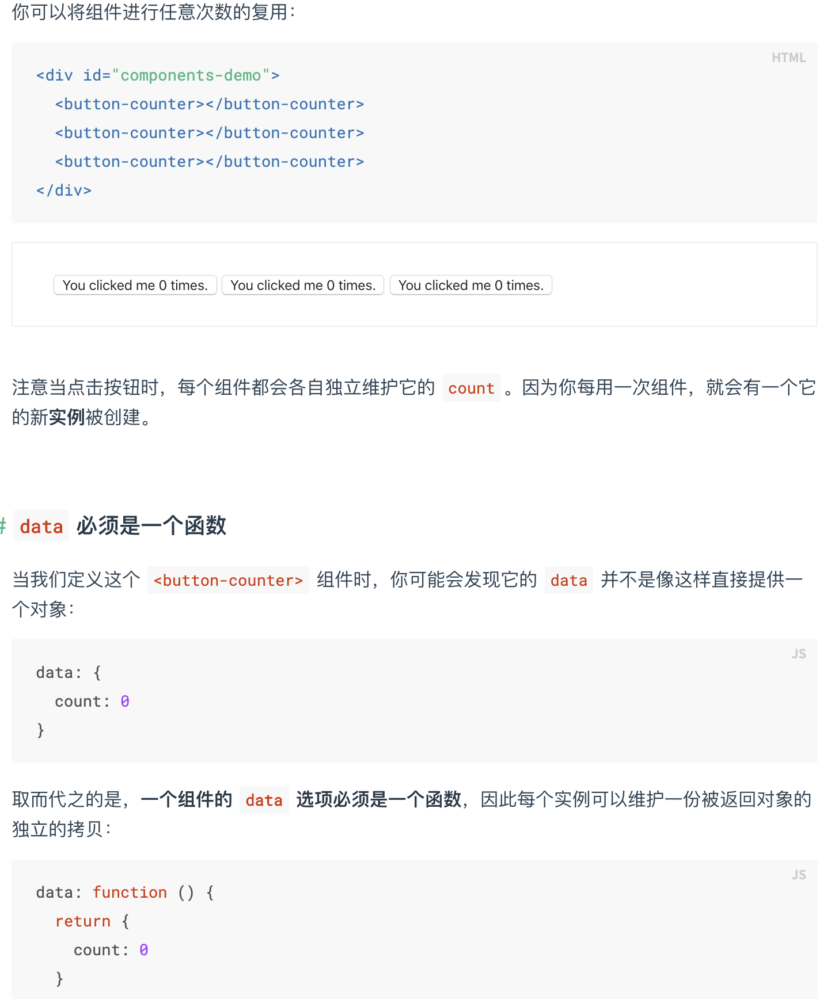 你可以将组件进行任意次数的复用：
HTML
<div id="components-demo">
  <button-counter></button-counter>
  <button-counter></button-counter>
  <button-counter></button-counter>
</div>
You clicked me 0 times. You clicked me 0 times. You clicked me 0 times.
注意当点击按钮时，每个组件都会各自独立维护它的 count 。因为你每用一次组件，就会有一个它
的新实例被创建。
# data 必须是一个函数
当我们定义这个 <button-counter> 组件时，你可能会发现它的 data 并不是像这样直接提供一
个对象：
JS
data: {
  count: 0
}
取而代之的是，一个组件的 data 选项必须是一个函数，因此每个实例可以维护一份被返回对象的
独立的拷贝：
JS
data: function () {
  return {
    count: 0
  }